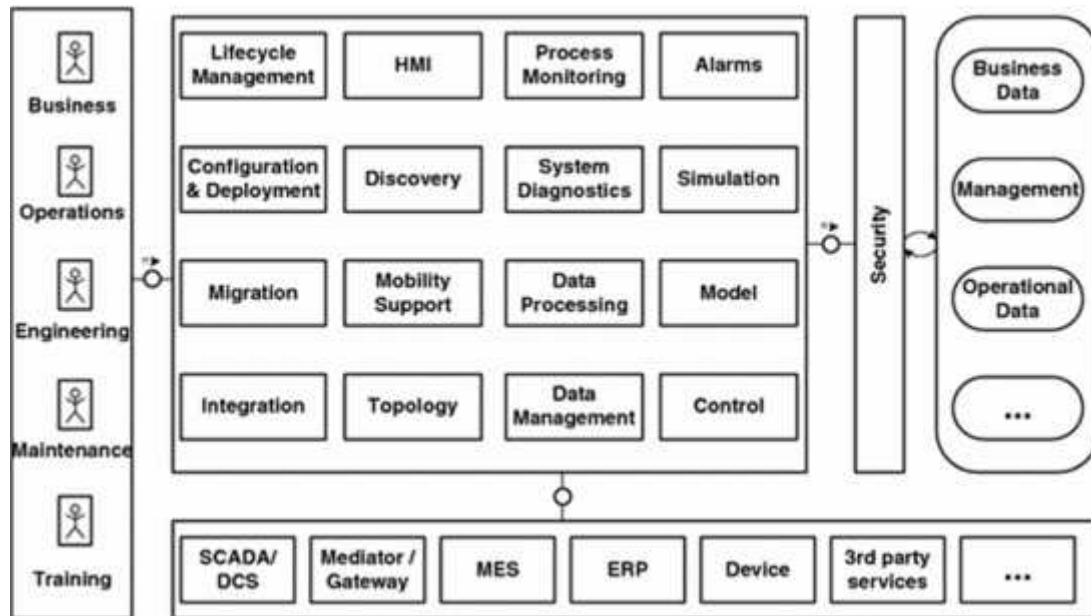 Business
Operations
Engineering
Maintenance
Training
Lifecycle
Management
HMI
Process
Monitoring
Alarms
Configuration
& Deployment
Discovery
System
Diagnostics
Simulation
Migration
Mobility
Support
Data
Processing
Model
Integration
Topology
Data
Management
Control
Security
Business
Data
Management
Operational
Data
...
SCADA/
DCS
Mediator /
Gateway
MES
ERP
Device
3rd party
services
...